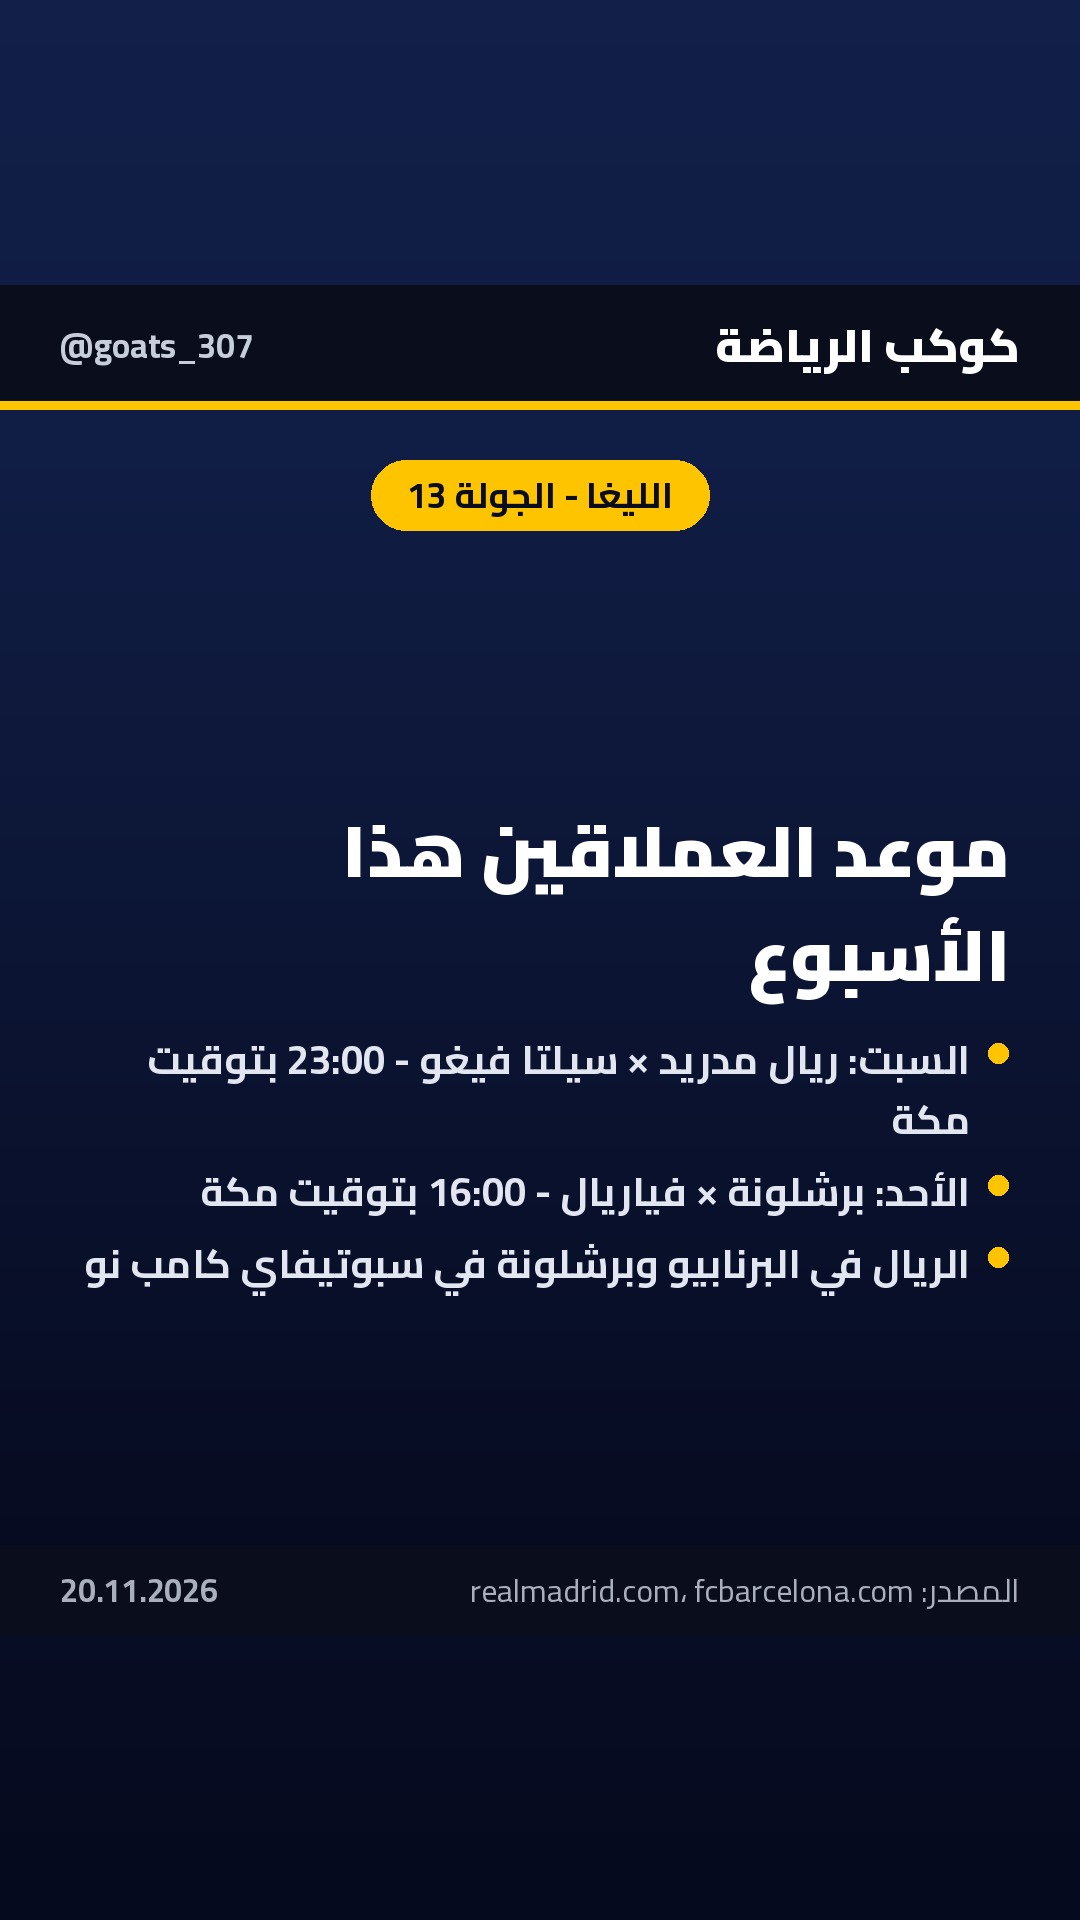 كوكب الرياضة
@goats_307
الليغا - الجولة 13
موعد العملاقين هذا
الأسبوع
السبت: ريال مدريد × سيلتا فيغو - 23:00 بتوقيت
مكة
الأحد: برشلونة × فياريال - 16:00 بتوقيت مكة
الريال في البرنابيو وبرشلونة في سبوتيفاي كامب نو
المصدر: realmadrid.com، fcbarcelona.com
20.11.2026